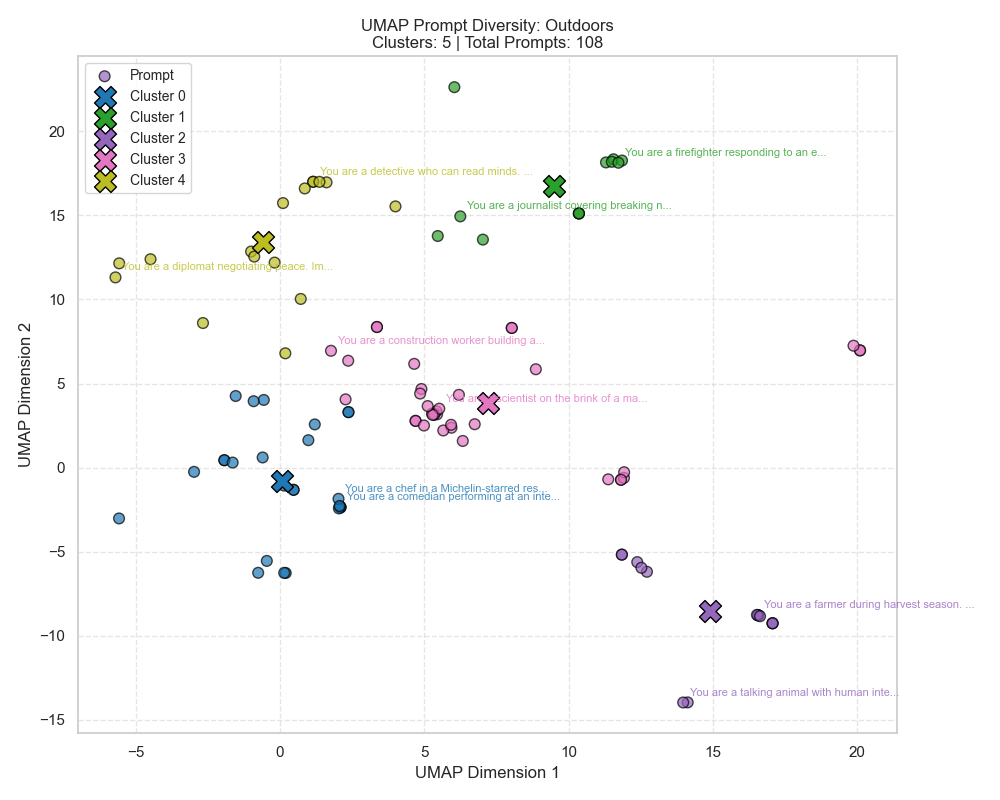 UMAP Prompt Diversity: Outdoors
Clusters: 5 | Total Prompts: 108
Prompt
Cluster 0
Cluster 1
Cluster 2
Cluster 3
Cluster 4
You are a firefighter responding to an e...
You are a detective who can read minds. ...
You are a journalist covering breaking n...
You are a diplomat negotiating peace. Im...
You are a construction worker building a...
You are a scientist on the brink of a ma...
You are a chef in a Michelin-starred res...
You are a comedian performing at an inte...
You are a farmer during harvest season. ...
You are a talking animal with human inte...
20
15
10
5
0
−5
−10
−15
UMAP Dimension 2
−5 0 5 10 15 20
UMAP Dimension 1